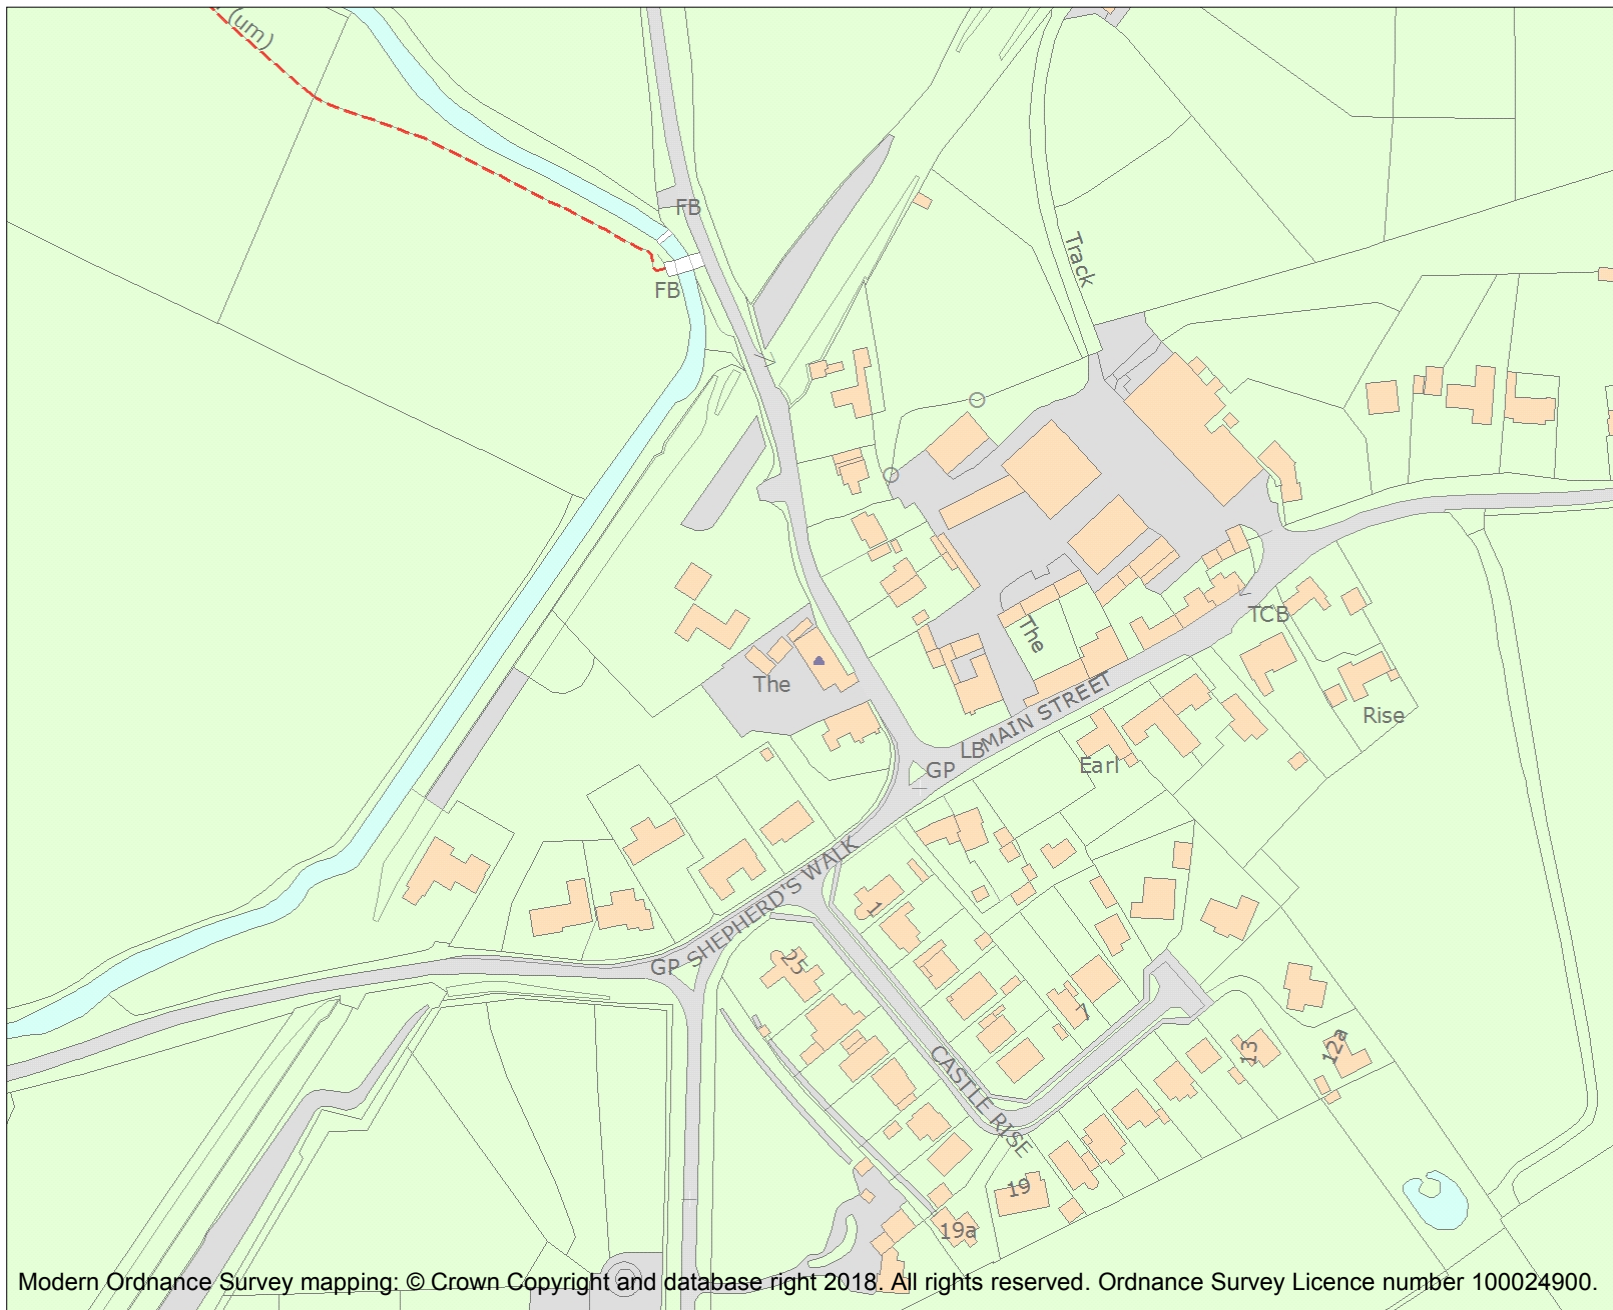 (um)
FB
FB
Track
The
TCB
The
Rise
MAIN STREET
LB
GP
Earl
SHEPHERD'S WALK
1
GP
25
7
13
12a
CASTLE RISE
19
19a
Modern Ordnance Survey mapping: © Crown Copyright and database right 2018. All rights reserved. Ordnance Survey Licence number 100024900.